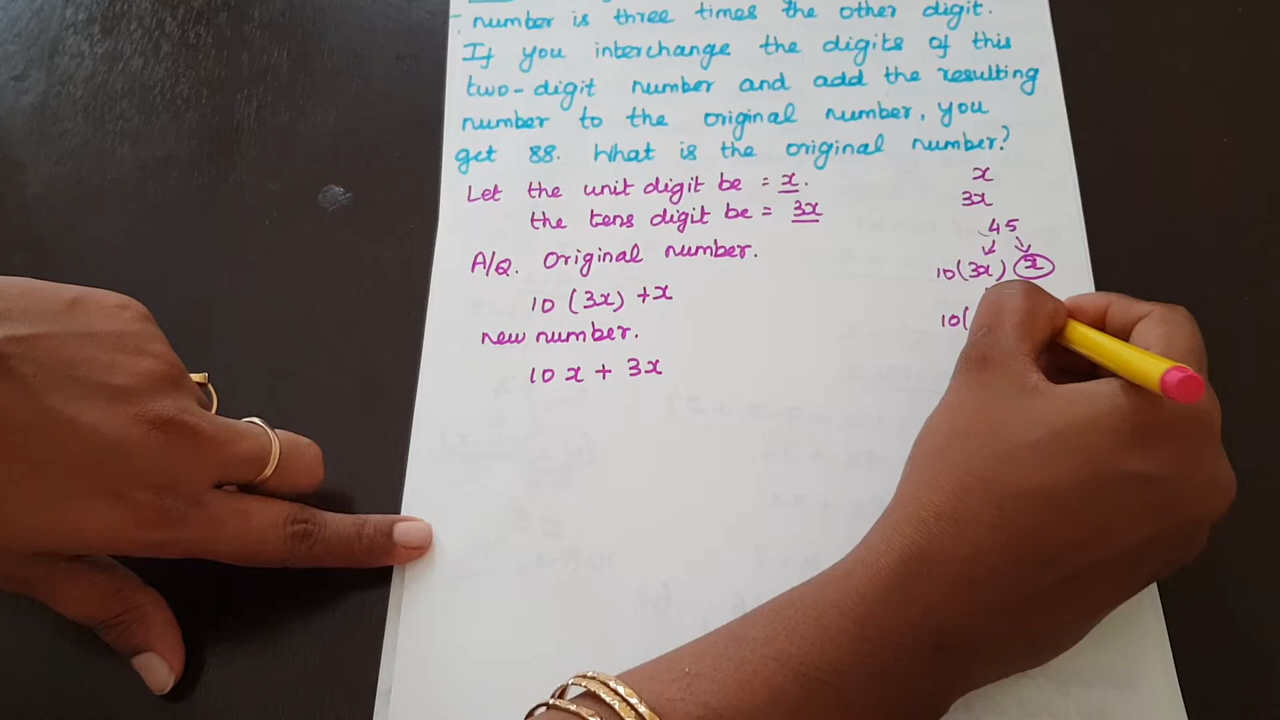 number is three times the other digit.
If you interchange the digits of this
two-digit number and add the resulting
number to the original number, you
get 88. What is the original number?
Let the unit digit be = x.
the tens digit be = 3x
A/Q. Original number.
10 (3x) + x
new number.
10 x + 3x
x
3x
45
10(3x) x
10(